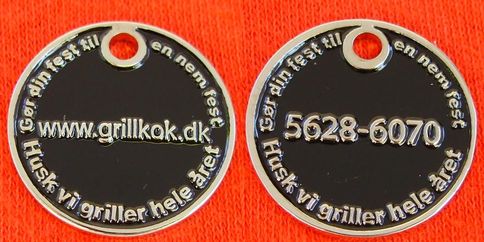 Gør din fest til en nem fest
www.grillkok.dk
Husk vi griller hele året
Gør din fest til en nem fest
5628-6070
Husk vi griller hele året